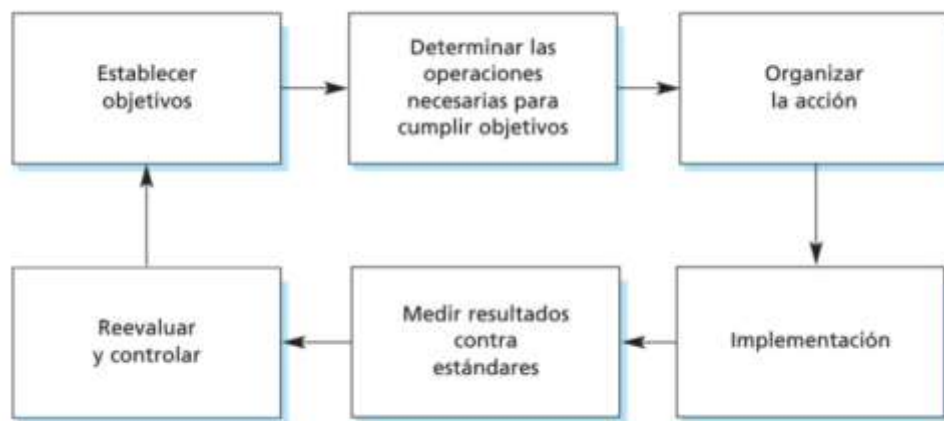 Establecer
objetivos
Determinar las
operaciones
necesarias para
cumplir objetivos
Organizar
la acción
Reevaluar
y controlar
Medir resultados
contra
estándares
Implementación